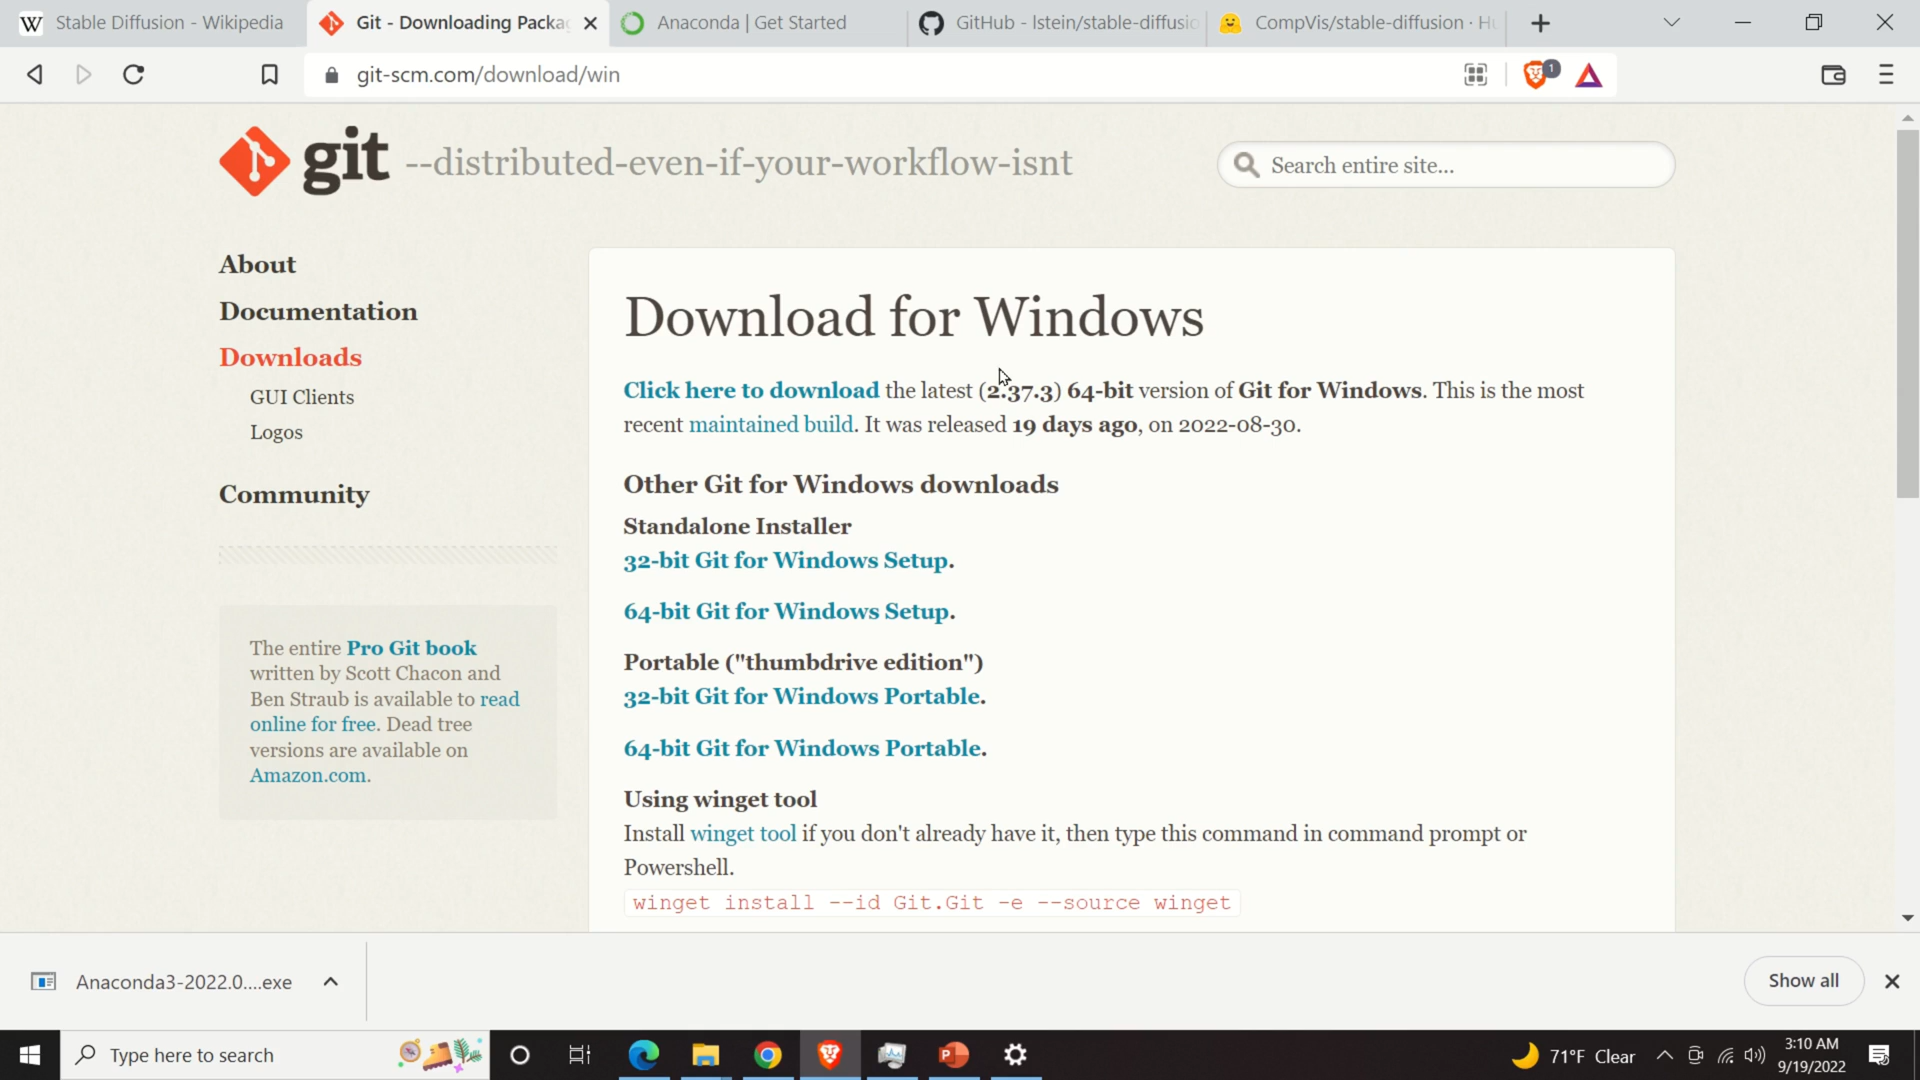 W Stable Diffusion - Wikipedia
Git - Downloading Packa
Anaconda | Get Started
GitHub - lstein/stable-diffusio
CompVis/stable-diffusion · Hu
git-scm.com/download/win
1
git --distributed-even-if-your-workflow-isnt
Search entire site...
About
Documentation
Downloads
GUI Clients
Logos
Community
The entire Pro Git book
written by Scott Chacon and
Ben Straub is available to read
online for free. Dead tree
versions are available on
Amazon.com.
Download for Windows
Click here to download the latest (2.37.3) 64-bit version of Git for Windows. This is the most
recent maintained build. It was released 19 days ago, on 2022-08-30.
Other Git for Windows downloads
Standalone Installer
32-bit Git for Windows Setup.
64-bit Git for Windows Setup.
Portable ("thumbdrive edition")
32-bit Git for Windows Portable.
64-bit Git for Windows Portable.
Using winget tool
Install winget tool if you don't already have it, then type this command in command prompt or
Powershell.
winget install --id Git.Git -e --source winget
Anaconda3-2022.0....exe
Show all
Type here to search
P
71°F Clear
3:10 AM
9/19/2022